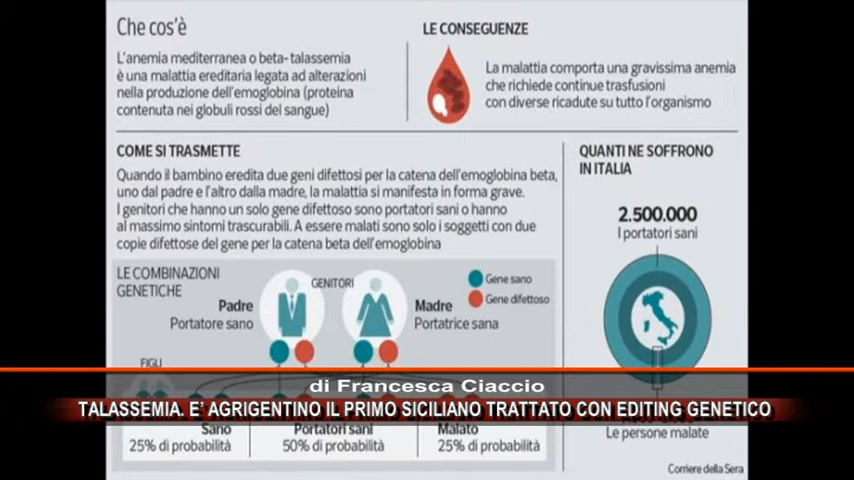 Che cos'è
L'anemia mediterranea o beta-talassemia
è una malattia ereditaria legata ad alterazioni
nella produzione dell'emoglobina (proteina
contenuta nei globuli rossi del sangue)
LE CONSEGUENZE
La malattia comporta una gravissima anemia
che richiede continue trasfusioni
con diverse ricadute su tutto l'organismo
COME SI TRASMETTE
Quando il bambino eredita due geni difettosi per la catena dell'emoglobina beta,
uno dal padre e l'altro dalla madre, la malattia si manifesta in forma grave.
I genitori che hanno un solo gene difettoso sono portatori sani o hanno
al massimo sintomi trascurabili. A essere malati sono solo i soggetti con due
copie difettose del gene per la catena beta dell'emoglobina
QUANTI NE SOFFRONO
IN ITALIA
2.500.000
I portatori sani
LE COMBINAZIONI
GENETICHE
GENITORI
Gene sano
Gene difettoso
Padre
Portatore sano
Madre
Portatrice sana
FIGLI
di Francesca Ciaccio
TALASSEMIA. E' AGRIGENTINO IL PRIMO SICILIANO TRATTATO CON EDITING GENETICO
Sano
25% di probabilità
Portatori sani
50% di probabilità
Malato
25% di probabilità
Le persone malate
Corriere della Sera